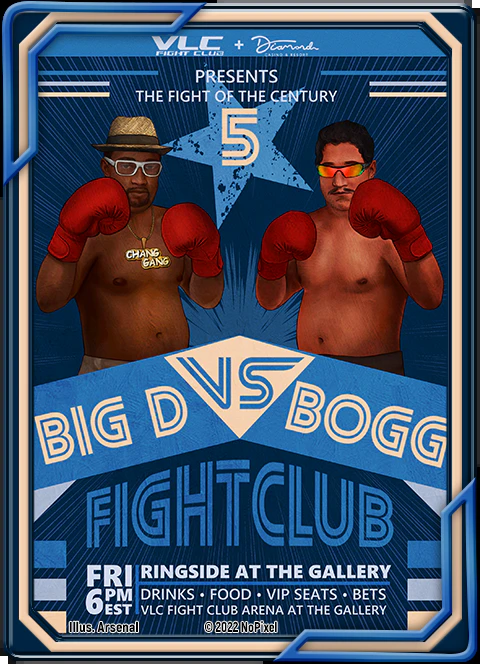 VLC + Diamond
FIGHT CLUB CASINO & RESORT
PRESENTS
THE FIGHT OF THE CENTURY
5
CHANG
GANG
BIG D VS BOGG
FIGHTCLUB
FRI
6PM
EST
RINGSIDE AT THE GALLERY
DRINKS • FOOD • VIP SEATS • BETS
VLC FIGHT CLUB ARENA AT THE GALLERY
Illus. Arsenal © 2022 NoPixel